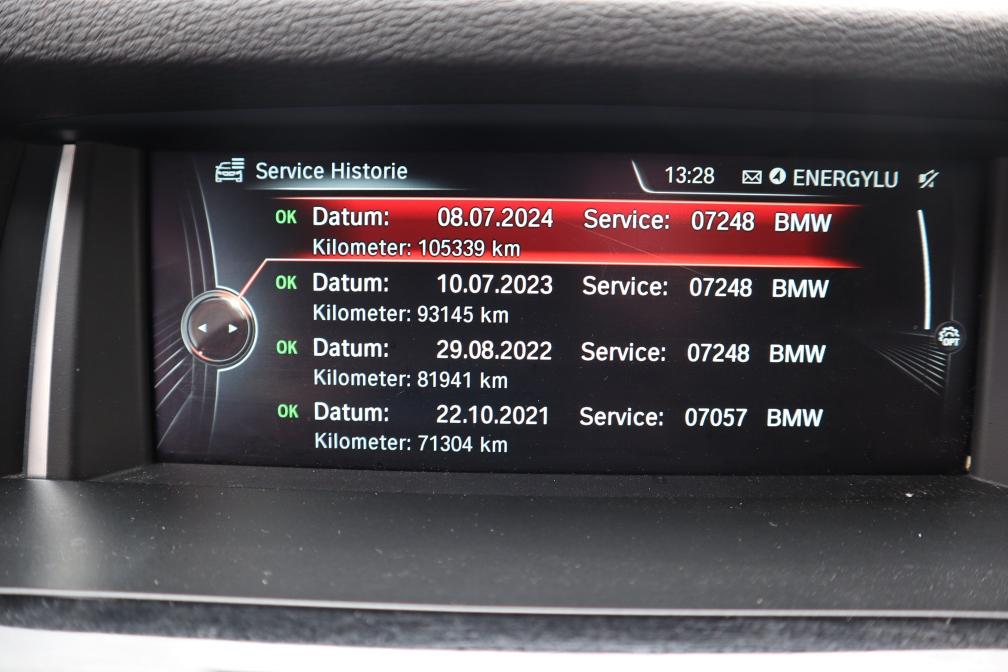 Service Historie 13:28 ENERGYLU
OK Datum: 08.07.2024 Service: 07248 BMW
Kilometer: 105339 km
OK Datum: 10.07.2023 Service: 07248 BMW
Kilometer: 93145 km
OK Datum: 29.08.2022 Service: 07248 BMW
Kilometer: 81941 km
OPT
OK Datum: 22.10.2021 Service: 07057 BMW
Kilometer: 71304 km